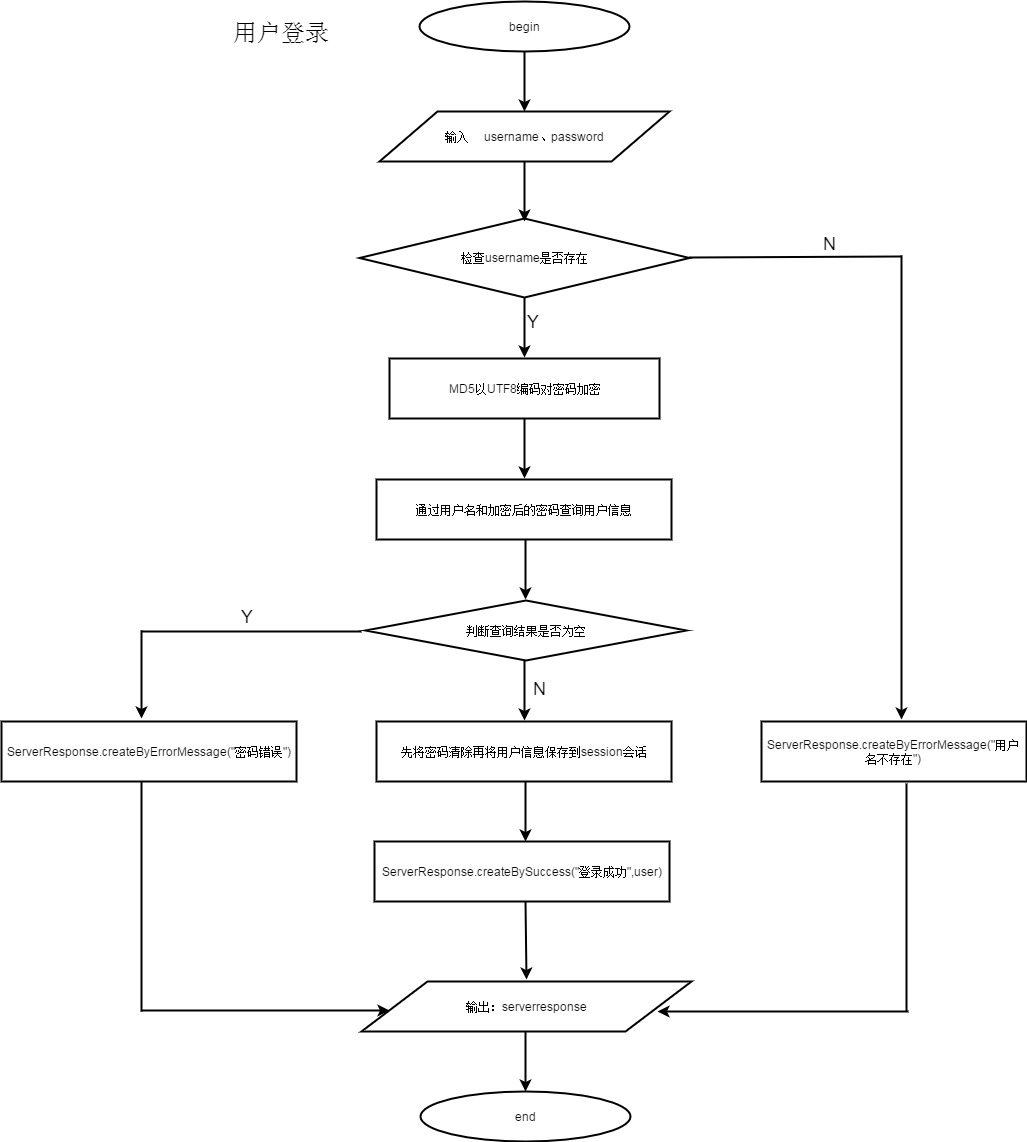 用户登录
begin
输入 username、password
检查username是否存在
N
Y
MD5以UTF8编码对密码加密
通过用户名和加密后的密码查询用户信息
Y
判断查询结果是否为空
N
ServerResponse.createByErrorMessage("密码错误")
先将密码清除再将用户信息保存到session会话
ServerResponse.createByErrorMessage("用户
名不存在")
ServerResponse.createBySuccess("登录成功",user)
输出：serverresponse
end